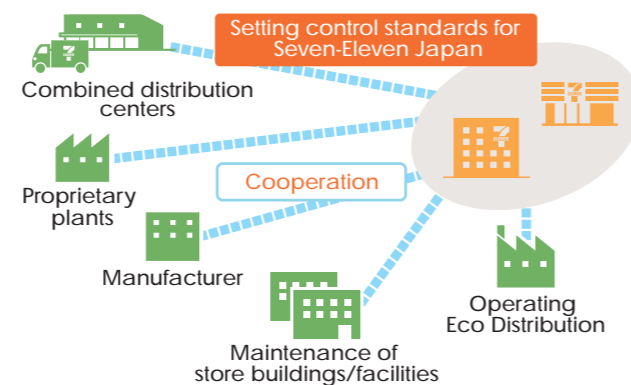 Setting control standards for
Seven-Eleven Japan
Combined distribution
centers
Proprietary
plants
Cooperation
Manufacturer
Operating
Eco Distribution
Maintenance of
store buildings/facilities